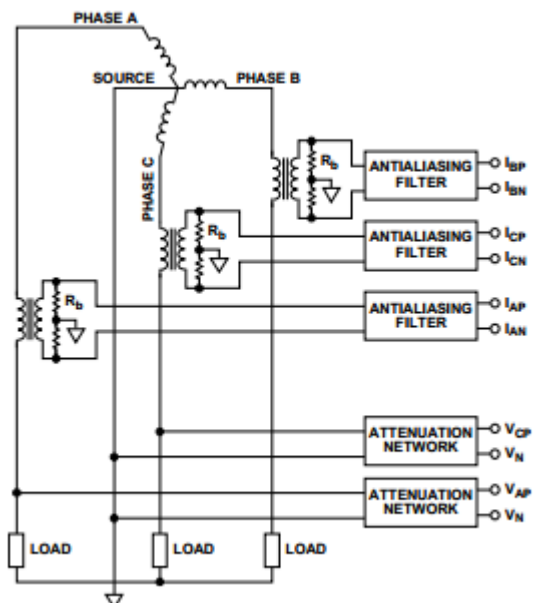 PHASE A
SOURCE
PHASE B
PHASE C
Rb
ANTIALIASING
FILTER
IBP
IBN
Rb
ANTIALIASING
FILTER
ICP
ICN
Rb
ANTIALIASING
FILTER
IAP
IAN
ATTENUATION
NETWORK
VCP
VN
ATTENUATION
NETWORK
VAP
VN
LOAD
LOAD
LOAD